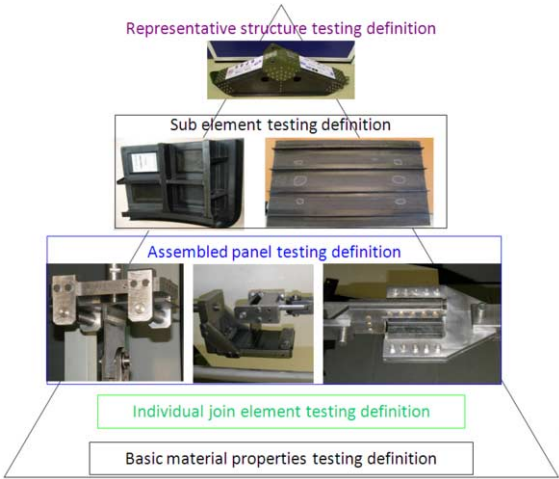 Representative structure testing definition
Sub element testing definition
Assembled panel testing definition
Individual join element testing definition
Basic material properties testing definition